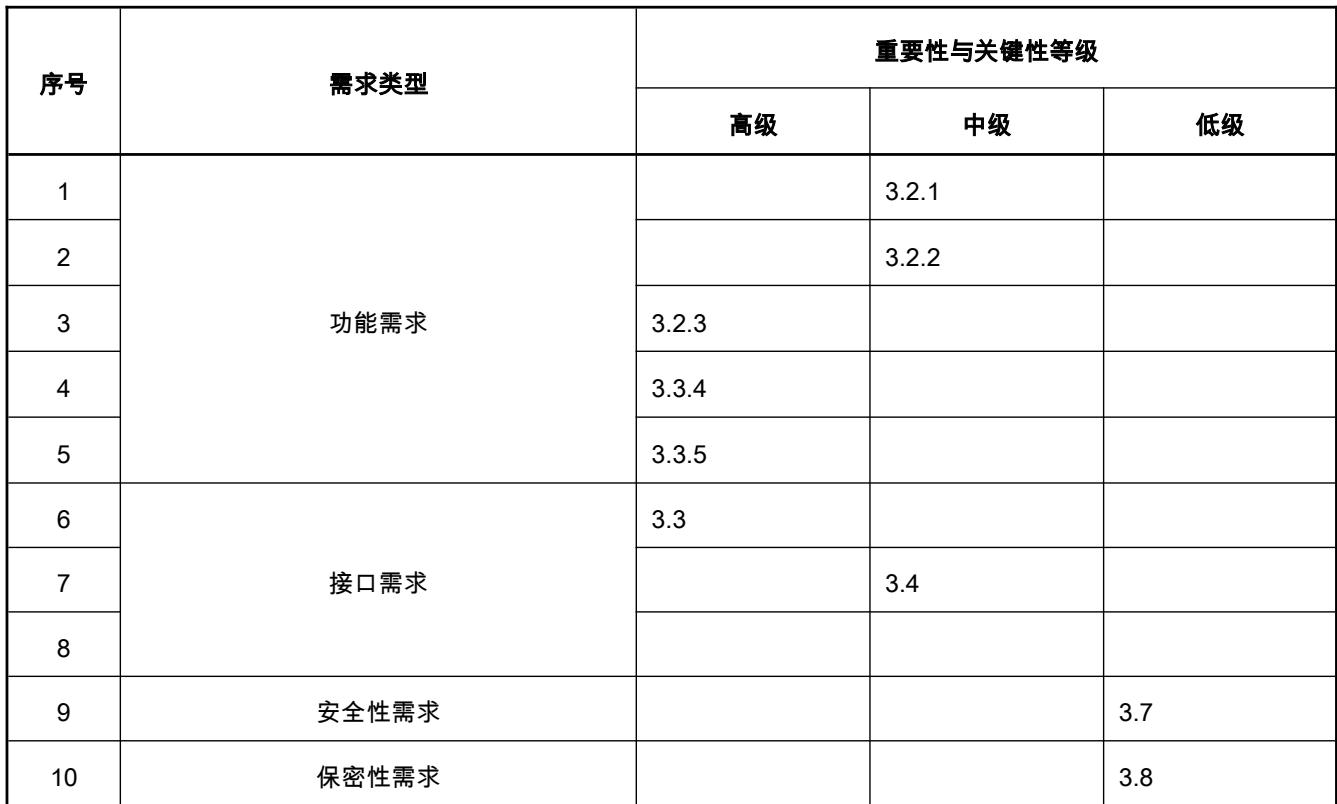 序号 需求类型 重要性与关键性等级
高级 中级 低级
1 3.2.1
2 3.2.2
3 功能需求 3.2.3
4 3.3.4
5 3.3.5
6 3.3
7 接口需求 3.4
8
9 安全性需求 3.7
10 保密性需求 3.8